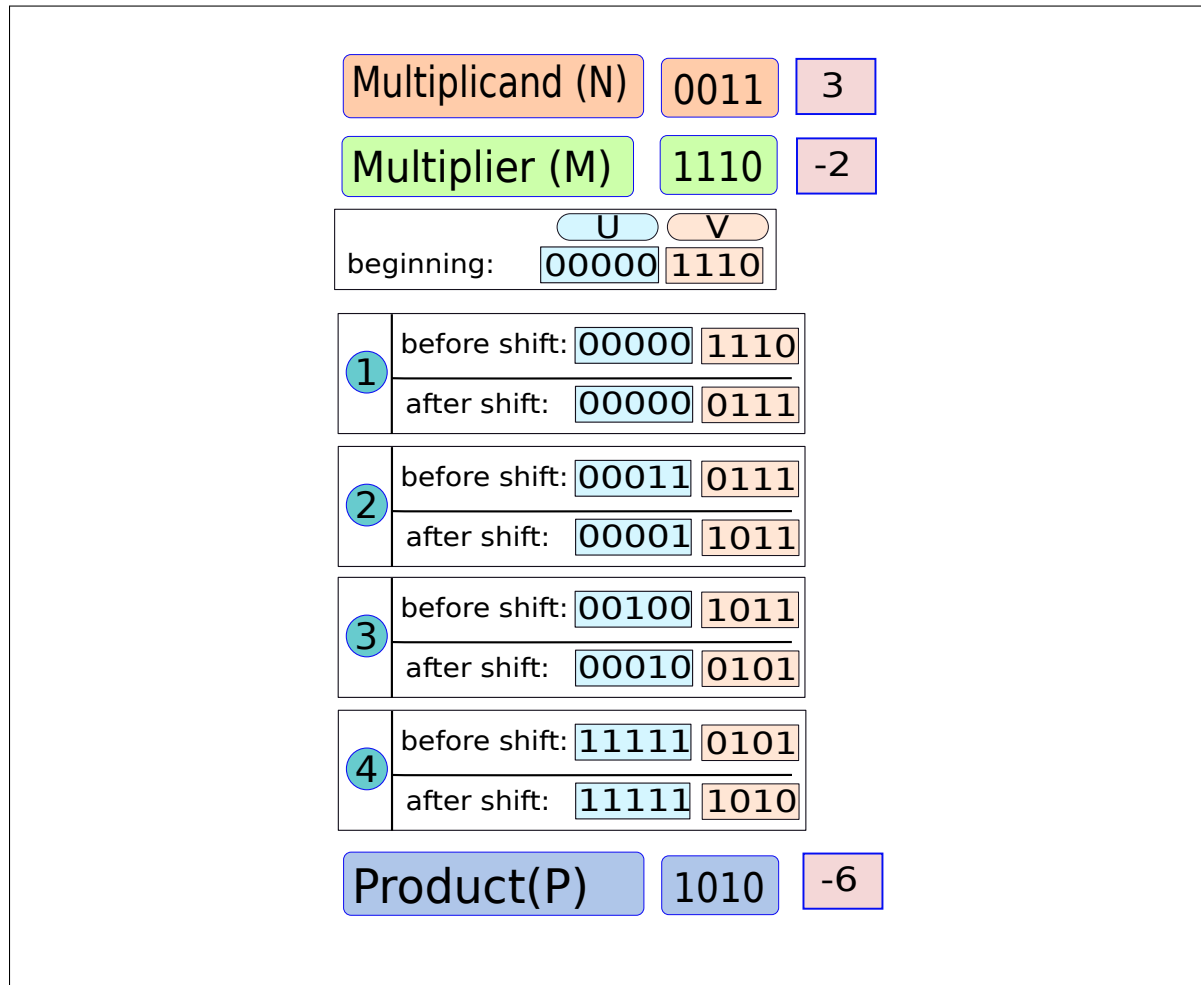 Multiplicand (N) 0011 3
Multiplier (M) 1110 -2
U V
beginning: 00000 1110
1
before shift: 00000 1110
after shift: 00000 0111
2
before shift: 00011 0111
after shift: 00001 1011
3
before shift: 00100 1011
after shift: 00010 0101
4
before shift: 11111 0101
after shift: 11111 1010
Product(P) 1010 -6